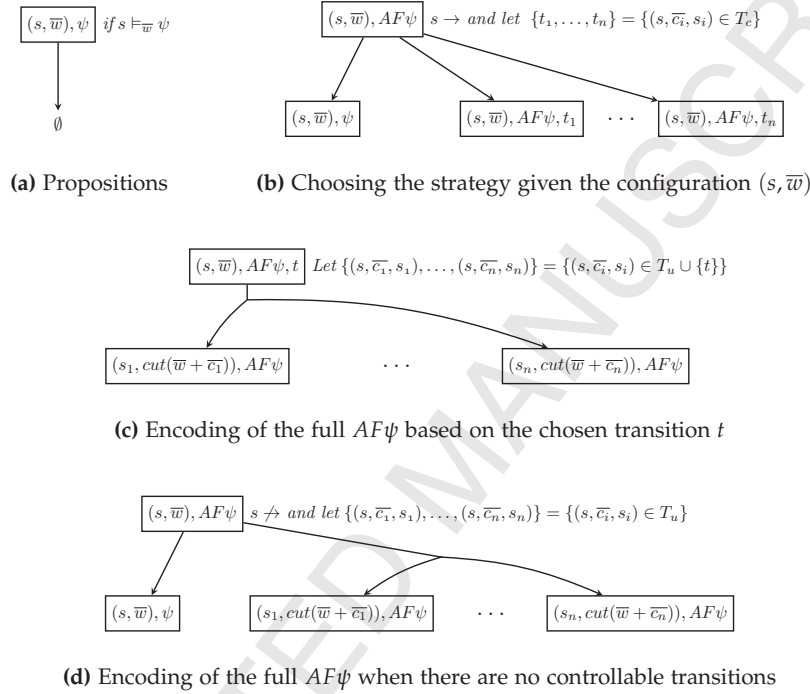 (s, w̅), ψ if s ⊨_w̅ ψ
∅
(a) Propositions
(s, w̅), AFψ s → and let {t₁, . . . , tₙ} = {(s, c̅ᵢ, sᵢ) ∈ T_c}
(s, w̅), ψ (s, w̅), AFψ, t₁ · · · (s, w̅), AFψ, tₙ
(b) Choosing the strategy given the configuration (s, w̅)
(s, w̅), AFψ, t Let {(s, c̅₁, s₁), . . . , (s, c̅ₙ, sₙ)} = {(s, c̅ᵢ, sᵢ) ∈ T_u ∪ {t}}
(s₁, cut(w̅ + c̅₁)), AFψ · · · (sₙ, cut(w̅ + c̅ₙ)), AFψ
(c) Encoding of the full AFψ based on the chosen transition t
(s, w̅), AFψ s ↛ and let {(s, c̅₁, s₁), . . . , (s, c̅ₙ, sₙ)} = {(s, c̅ᵢ, sᵢ) ∈ T_u}
(s, w̅), ψ (s₁, cut(w̅ + c̅₁)), AFψ · · · (sₙ, cut(w̅ + c̅ₙ)), AFψ
(d) Encoding of the full AFψ when there are no controllable transitions
TED MANUSCR